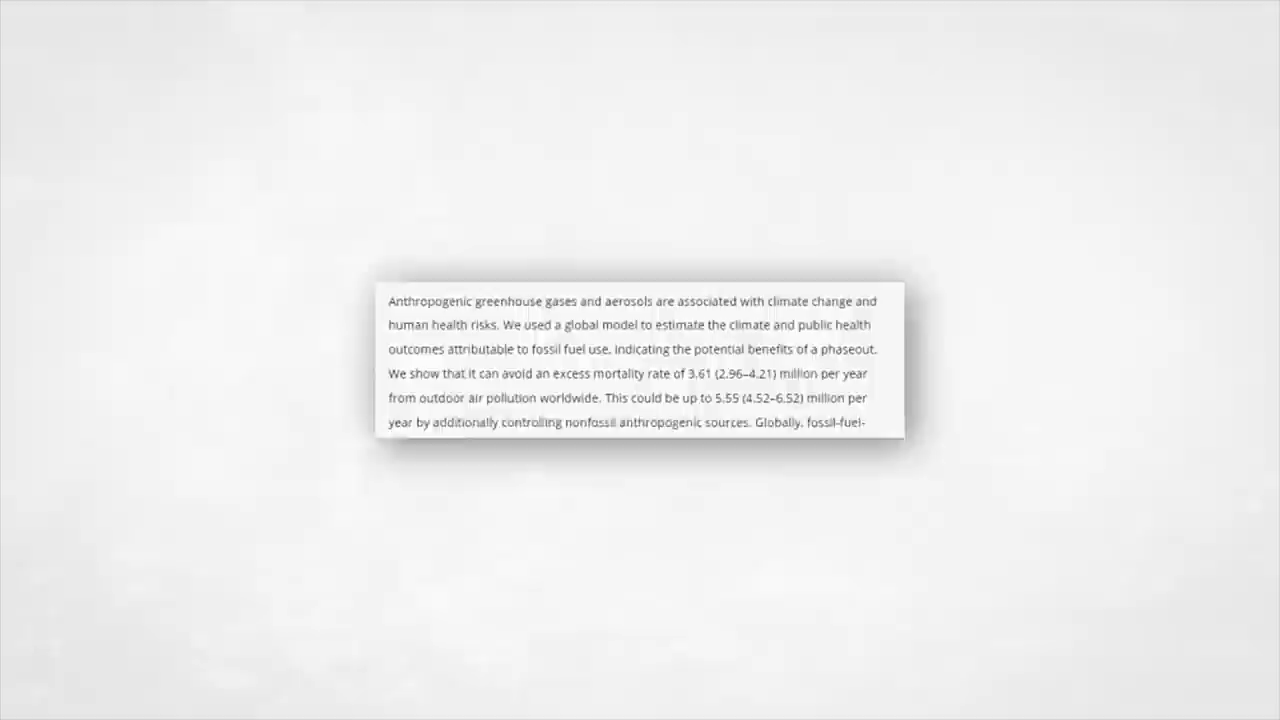 Anthropogenic greenhouse gases and aerosols are associated with climate change and
human health risks. We used a global model to estimate the climate and public health
outcomes attributable to fossil fuel use, indicating the potential benefits of a phaseout.
We show that it can avoid an excess mortality rate of 3.61 (2.96–4.21) million per year
from outdoor air pollution worldwide. This could be up to 5.55 (4.52–6.52) million per
year by additionally controlling nonfossil anthropogenic sources. Globally, fossil-fuel-